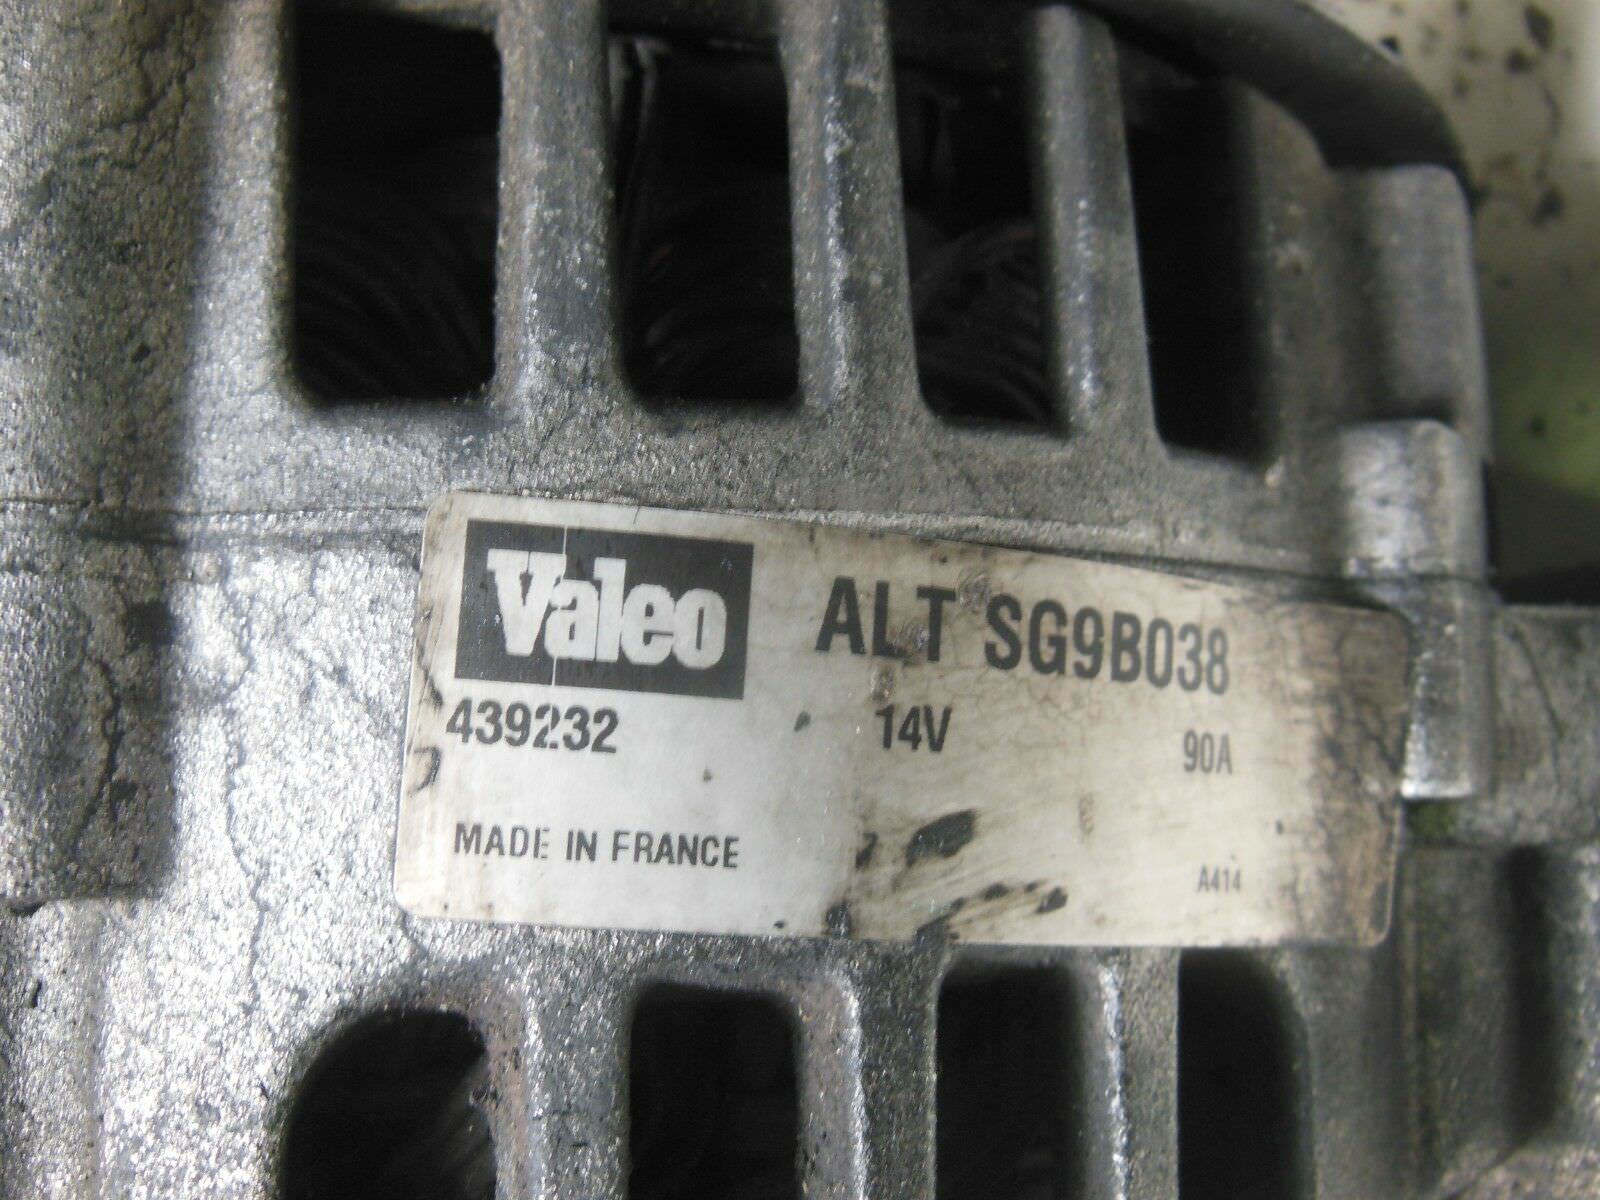 Valeo
ALT SG9B038
439232 14V 90A
MADE IN FRANCE
A414